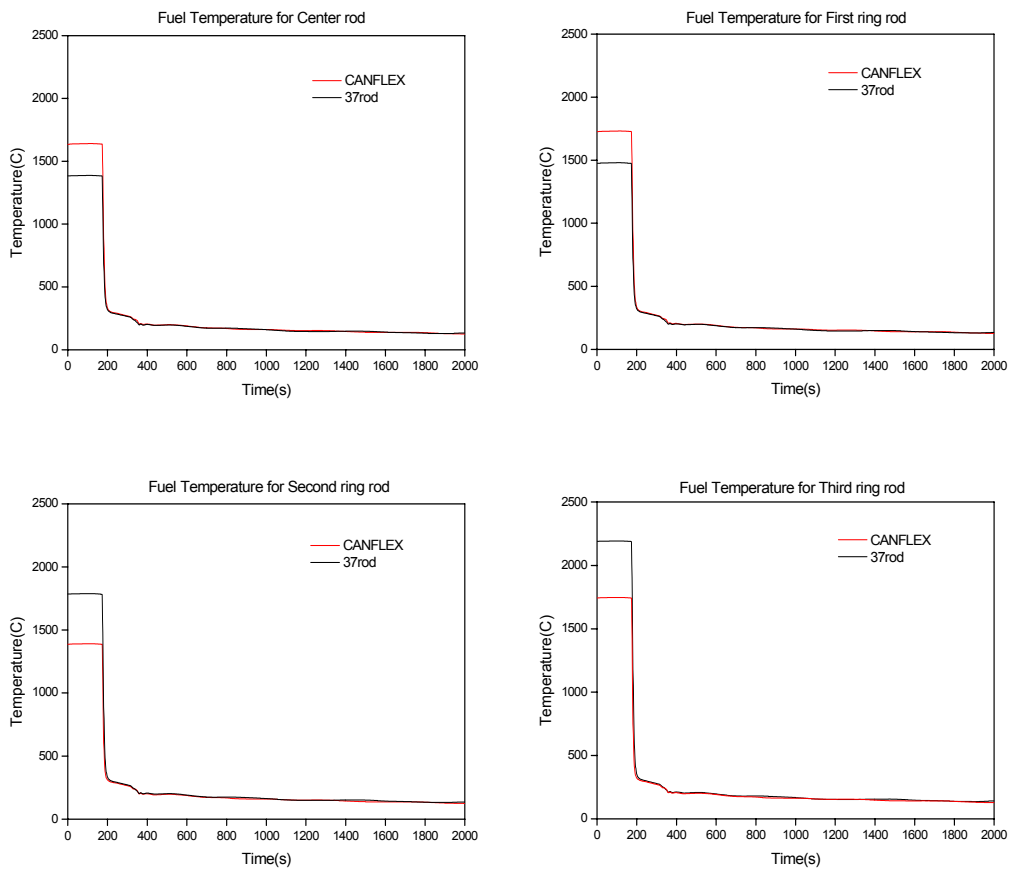 Fuel Temperature for Center rod
2500
2000
1500
1000
500
0
Temperature(C)
CANFLEX
37rod
0 200 400 600 800 1000 1200 1400 1600 1800 2000
Time(s)
Fuel Temperature for First ring rod
2500
2000
1500
1000
500
0
Temperature(C)
CANFLEX
37rod
0 200 400 600 800 1000 1200 1400 1600 1800 2000
Time(s)
Fuel Temperature for Second ring rod
2500
2000
1500
1000
500
0
Temperature(C)
CANFLEX
37rod
0 200 400 600 800 1000 1200 1400 1600 1800 2000
Time(s)
Fuel Temperature for Third ring rod
2500
2000
1500
1000
500
0
Temperature(C)
CANFLEX
37rod
0 200 400 600 800 1000 1200 1400 1600 1800 2000
Time(s)